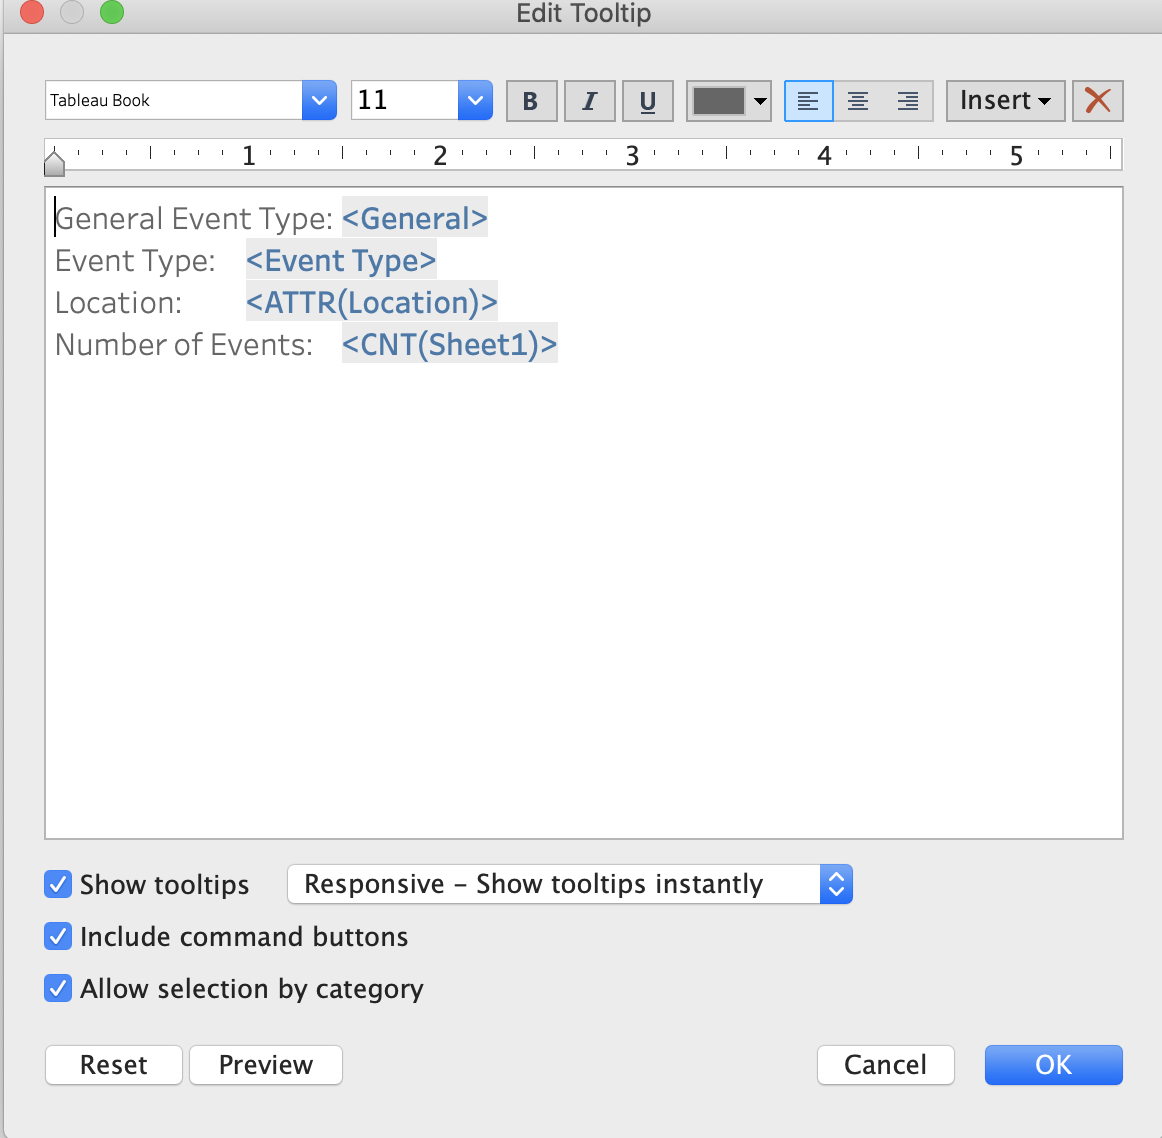 Edit Tooltip
Tableau Book 11 B I U Insert
1 2 3 4 5
General Event Type: <General>
Event Type: <Event Type>
Location: <ATTR(Location)>
Number of Events: <CNT(Sheet1)>
Show tooltips Responsive – Show tooltips instantly
Include command buttons
Allow selection by category
Reset Preview Cancel OK